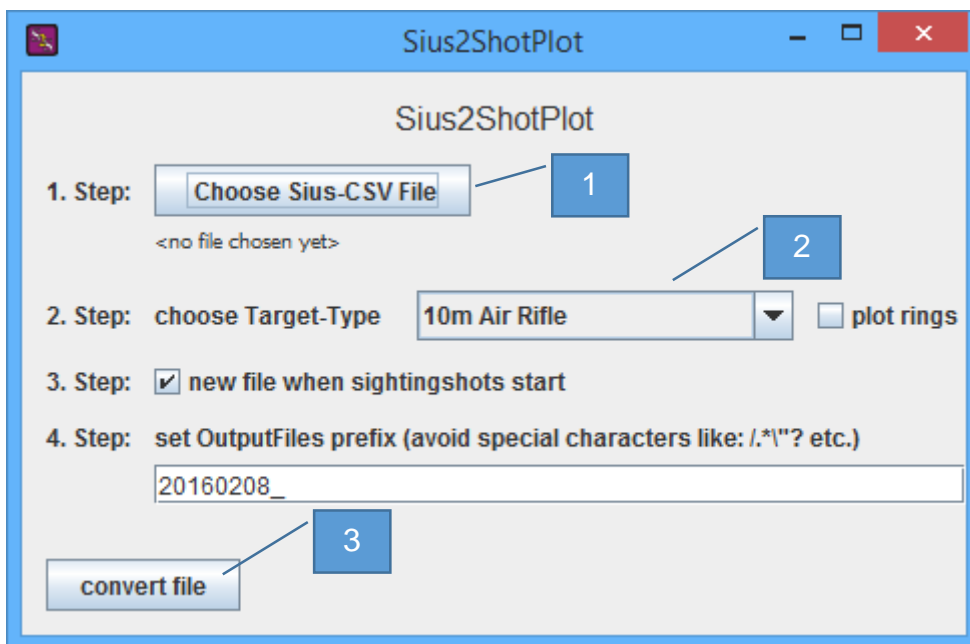 Sius2ShotPlot
Sius2ShotPlot
1. Step: Choose Sius-CSV File 1
<no file chosen yet>
2
2. Step: choose Target-Type 10m Air Rifle plot rings
3. Step: new file when sightingshots start
4. Step: set OutputFiles prefix (avoid special characters like: /.*\"? etc.)
20160208_
3
convert file